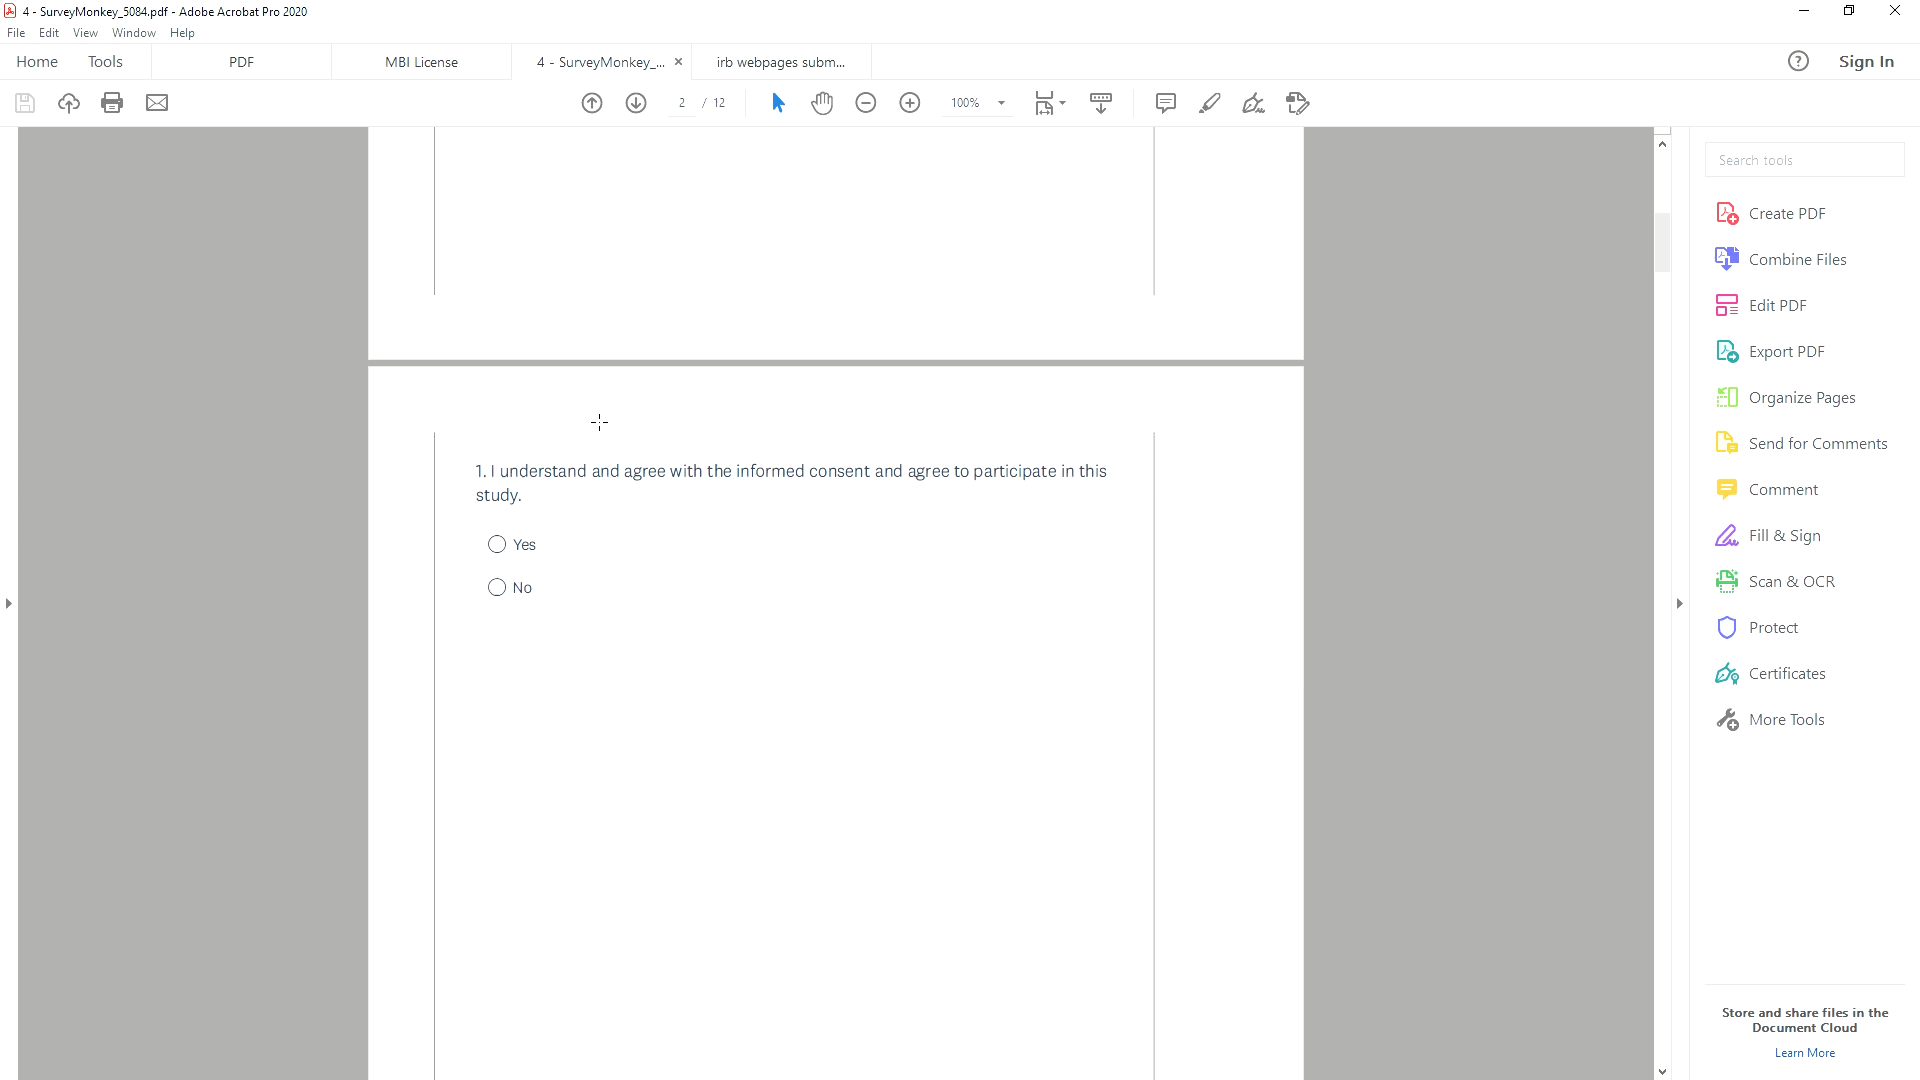 4 - SurveyMonkey_5084.pdf - Adobe Acrobat Pro 2020
File Edit View Window Help
Home Tools PDF MBI License 4 - SurveyMonkey_... × irb webpages subm... ? Sign In
2 / 12 100%
Search tools
Create PDF
Combine Files
Edit PDF
Export PDF
Organize Pages
Send for Comments
Comment
Fill & Sign
Scan & OCR
Protect
Certificates
More Tools
1. I understand and agree with the informed consent and agree to participate in this
study.
Yes
No
Store and share files in the
Document Cloud
Learn More